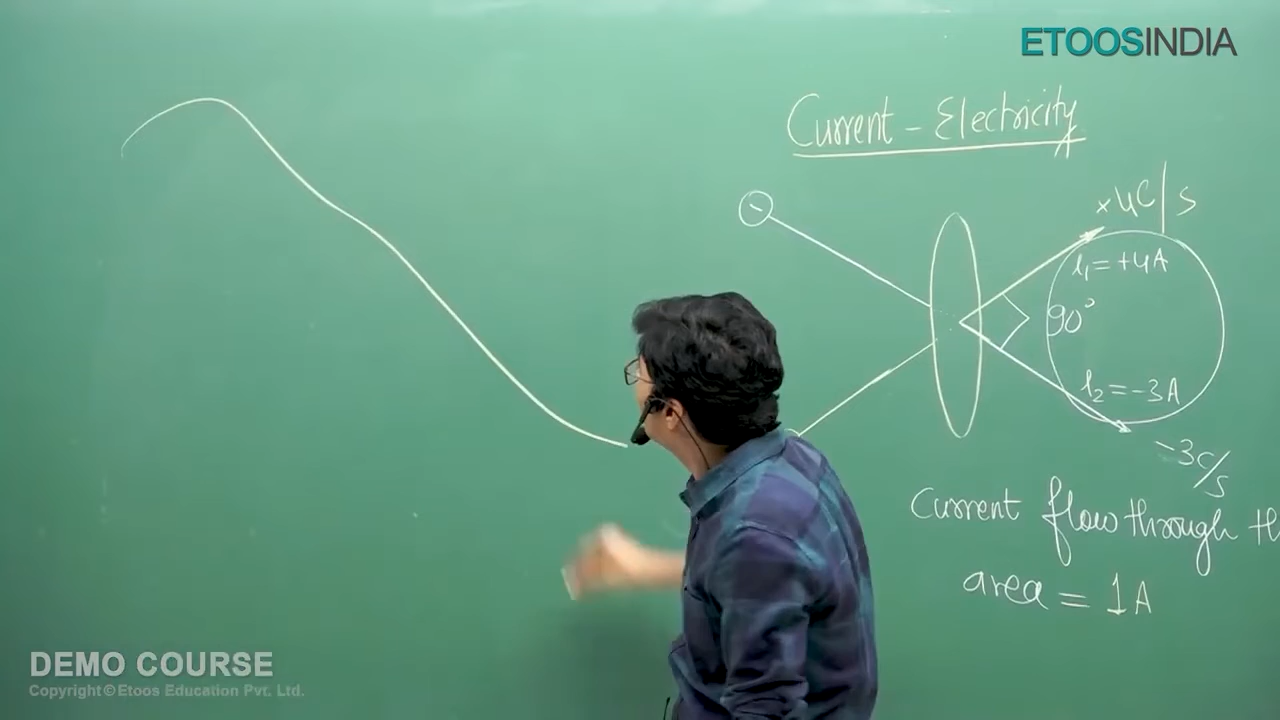 ETOOSINDIA
Current - Electricity
-
+4C/s
i₁ = +4A
90°
i₂ = -3A
-3C/s
Current flow through th
area = 1A
DEMO COURSE
Copyright © Etoos Education Pvt. Ltd.